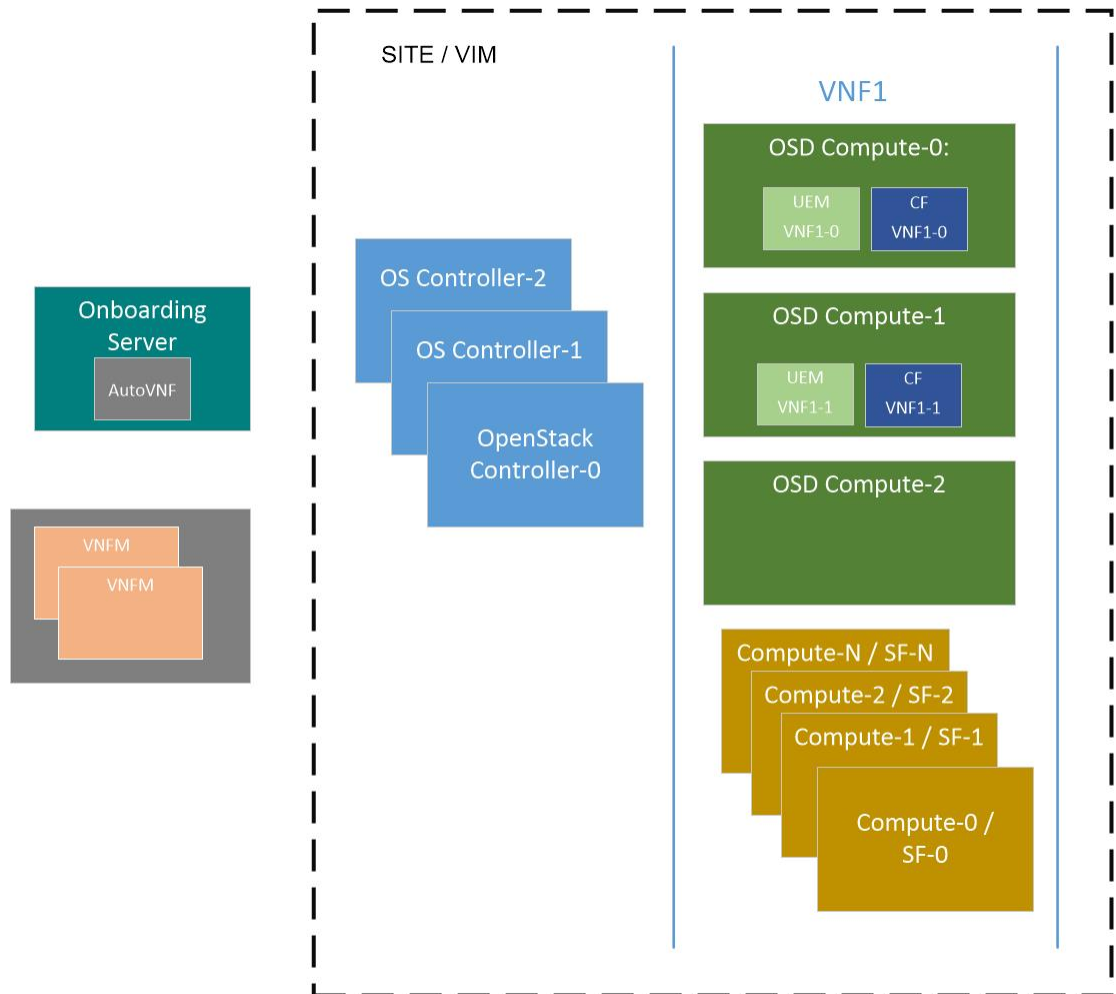 SITE / VIM
VNF1
OSD Compute-0:
UEM
VNF1-0
CF
VNF1-0
OS Controller-2
OS Controller-1
OpenStack
Controller-0
Onboarding
Server
AutoVNF
OSD Compute-1
UEM
VNF1-1
CF
VNF1-1
OSD Compute-2
VNFM
VNFM
Compute-N / SF-N
Compute-2 / SF-2
Compute-1 / SF-1
Compute-0 /
SF-0